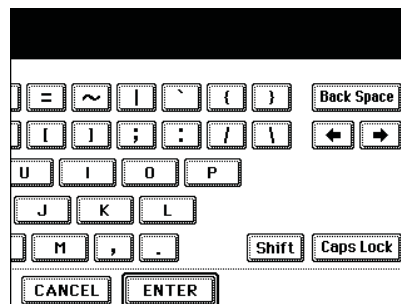 = ~ | ` { } Back Space
[ ] ; : / \ ← →
U I O P
J K L
M , . Shift Caps Lock
CANCEL ENTER